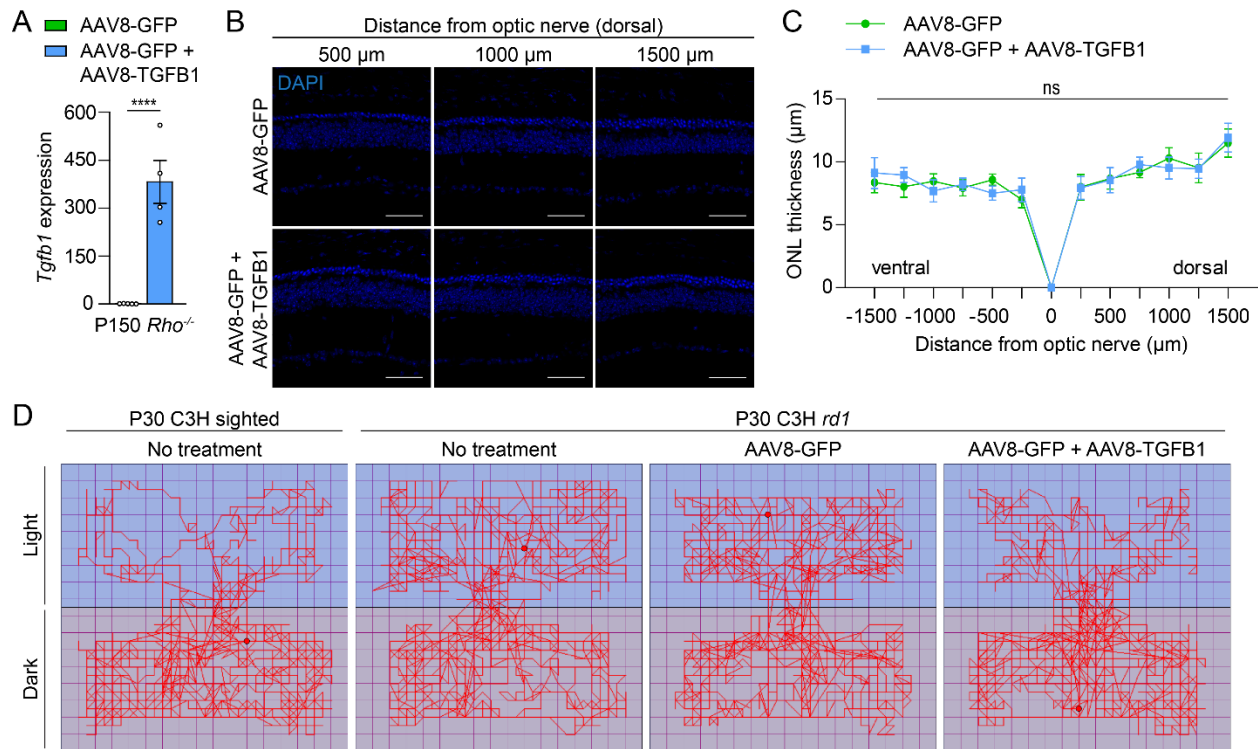 A
AAV8-GFP
AAV8-GFP +
AAV8-TGFB1
Tgfb1 expression
600
450
300
150
0
****
P150 Rho-/-
B
Distance from optic nerve (dorsal)
500 µm
1000 µm
1500 µm
DAPI
AAV8-GFP
AAV8-GFP +
AAV8-TGFB1
C
AAV8-GFP
AAV8-GFP + AAV8-TGFB1
ns
ONL thickness (µm)
15
10
5
0
ventral
dorsal
-1500
-1000
-500
0
500
1000
1500
Distance from optic nerve (µm)
D
P30 C3H sighted
P30 C3H rd1
No treatment
No treatment
AAV8-GFP
AAV8-GFP + AAV8-TGFB1
Light
Dark